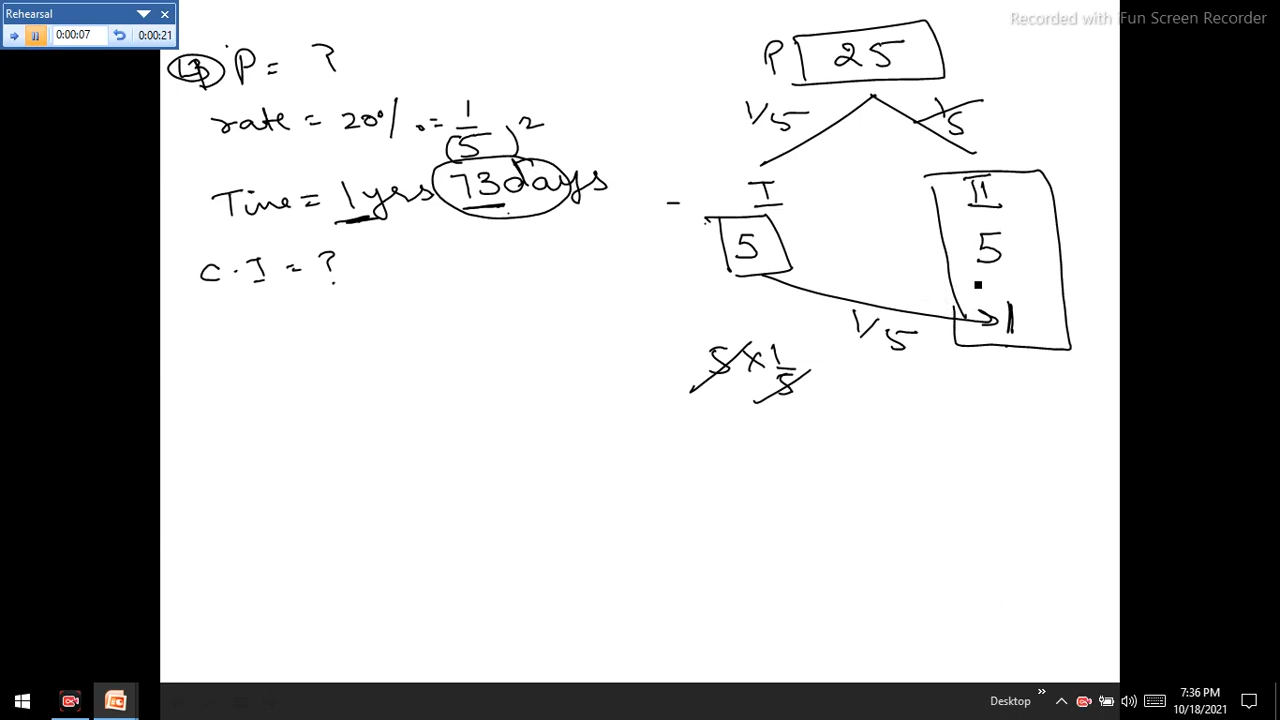 Rehearsal
0:00:07
0:00:21
Recorded with iFun Screen Recorder
P = ?
rate = 20% = 1/(5)²
Time = 1 yrs 73 days
C.I = ?
P 25
1/5 1/5
I II
5 5
1/5 1
5 × 1/5
Desktop
7:36 PM
10/18/2021